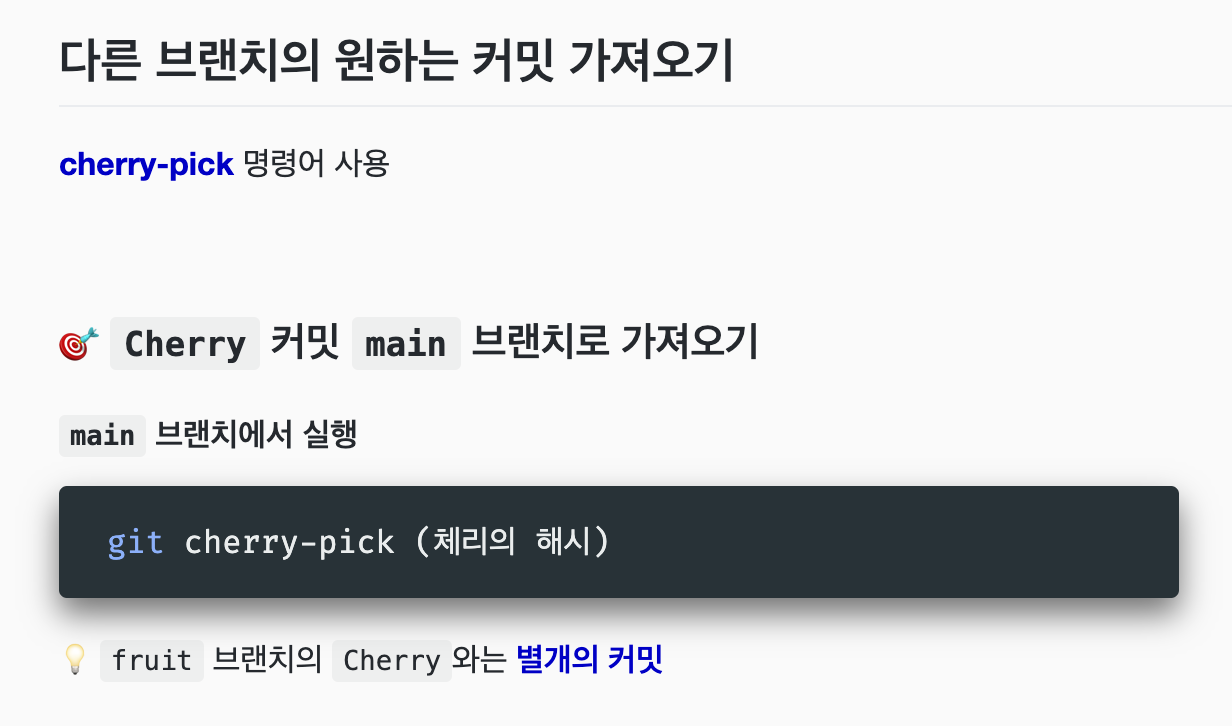 다른 브랜치의 원하는 커밋 가져오기
cherry-pick 명령어 사용
🎯 Cherry 커밋 main 브랜치로 가져오기
main 브랜치에서 실행
git cherry-pick (체리의 해시)
💡 fruit 브랜치의 Cherry와는 별개의 커밋